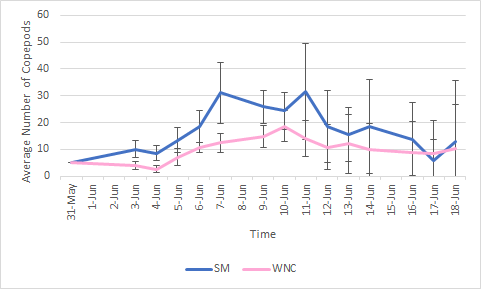 60
50
40
30
20
10
0
Average Number of Copepods
31-May
1-Jun
2-Jun
3-Jun
4-Jun
5-Jun
6-Jun
7-Jun
8-Jun
9-Jun
10-Jun
11-Jun
12-Jun
13-Jun
14-Jun
15-Jun
16-Jun
17-Jun
18-Jun
Time
SM WNC